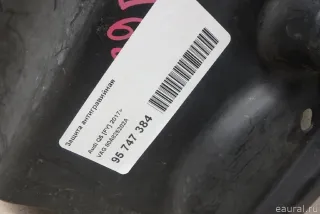 Защита антигравийная
Audi Q5 (FY) 2017>
VAG 80A825202A
95 747 384
eaural.ru